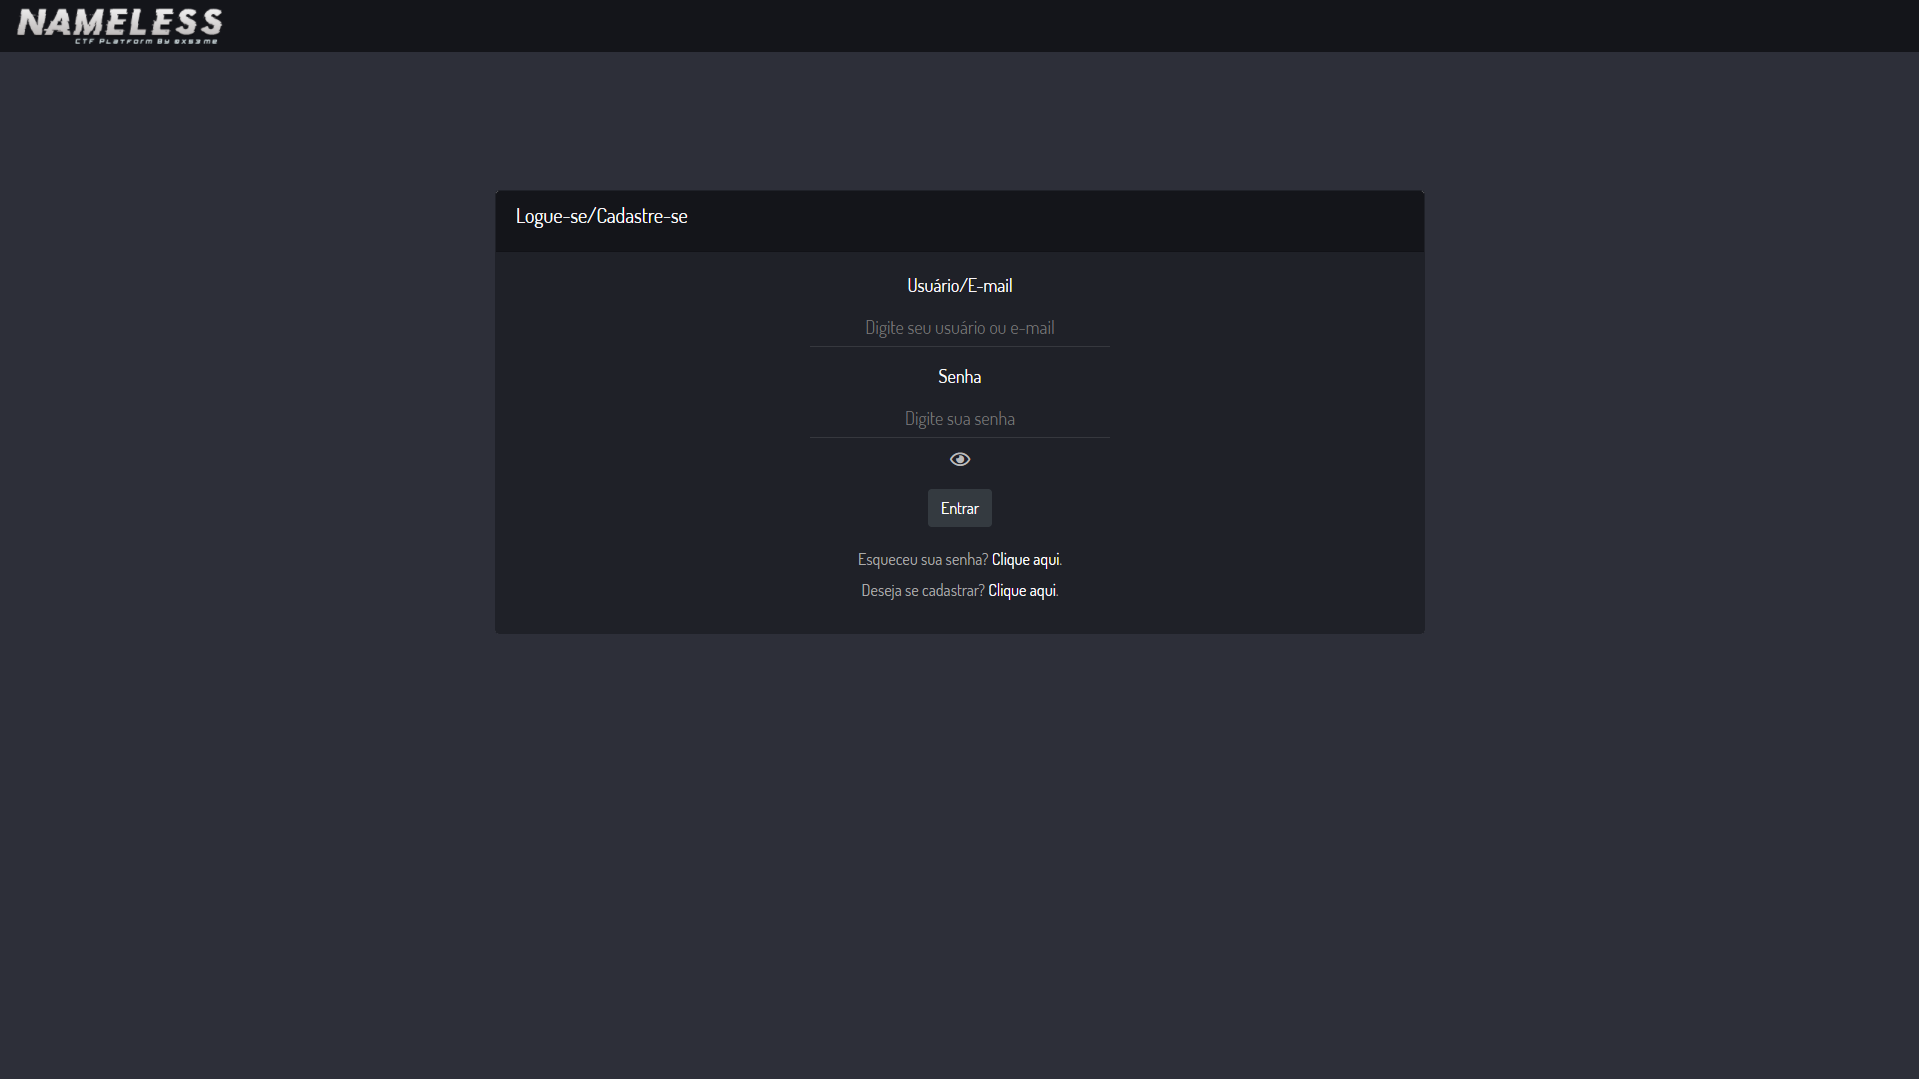 NAMELESS
CTF Platform By
Logue-se/Cadastre-se
Usuário/E-mail
Digite seu usuário ou e-mail
Senha
Digite sua senha
Entrar
Esqueceu sua senha? Clique aqui.
Deseja se cadastrar? Clique aqui.